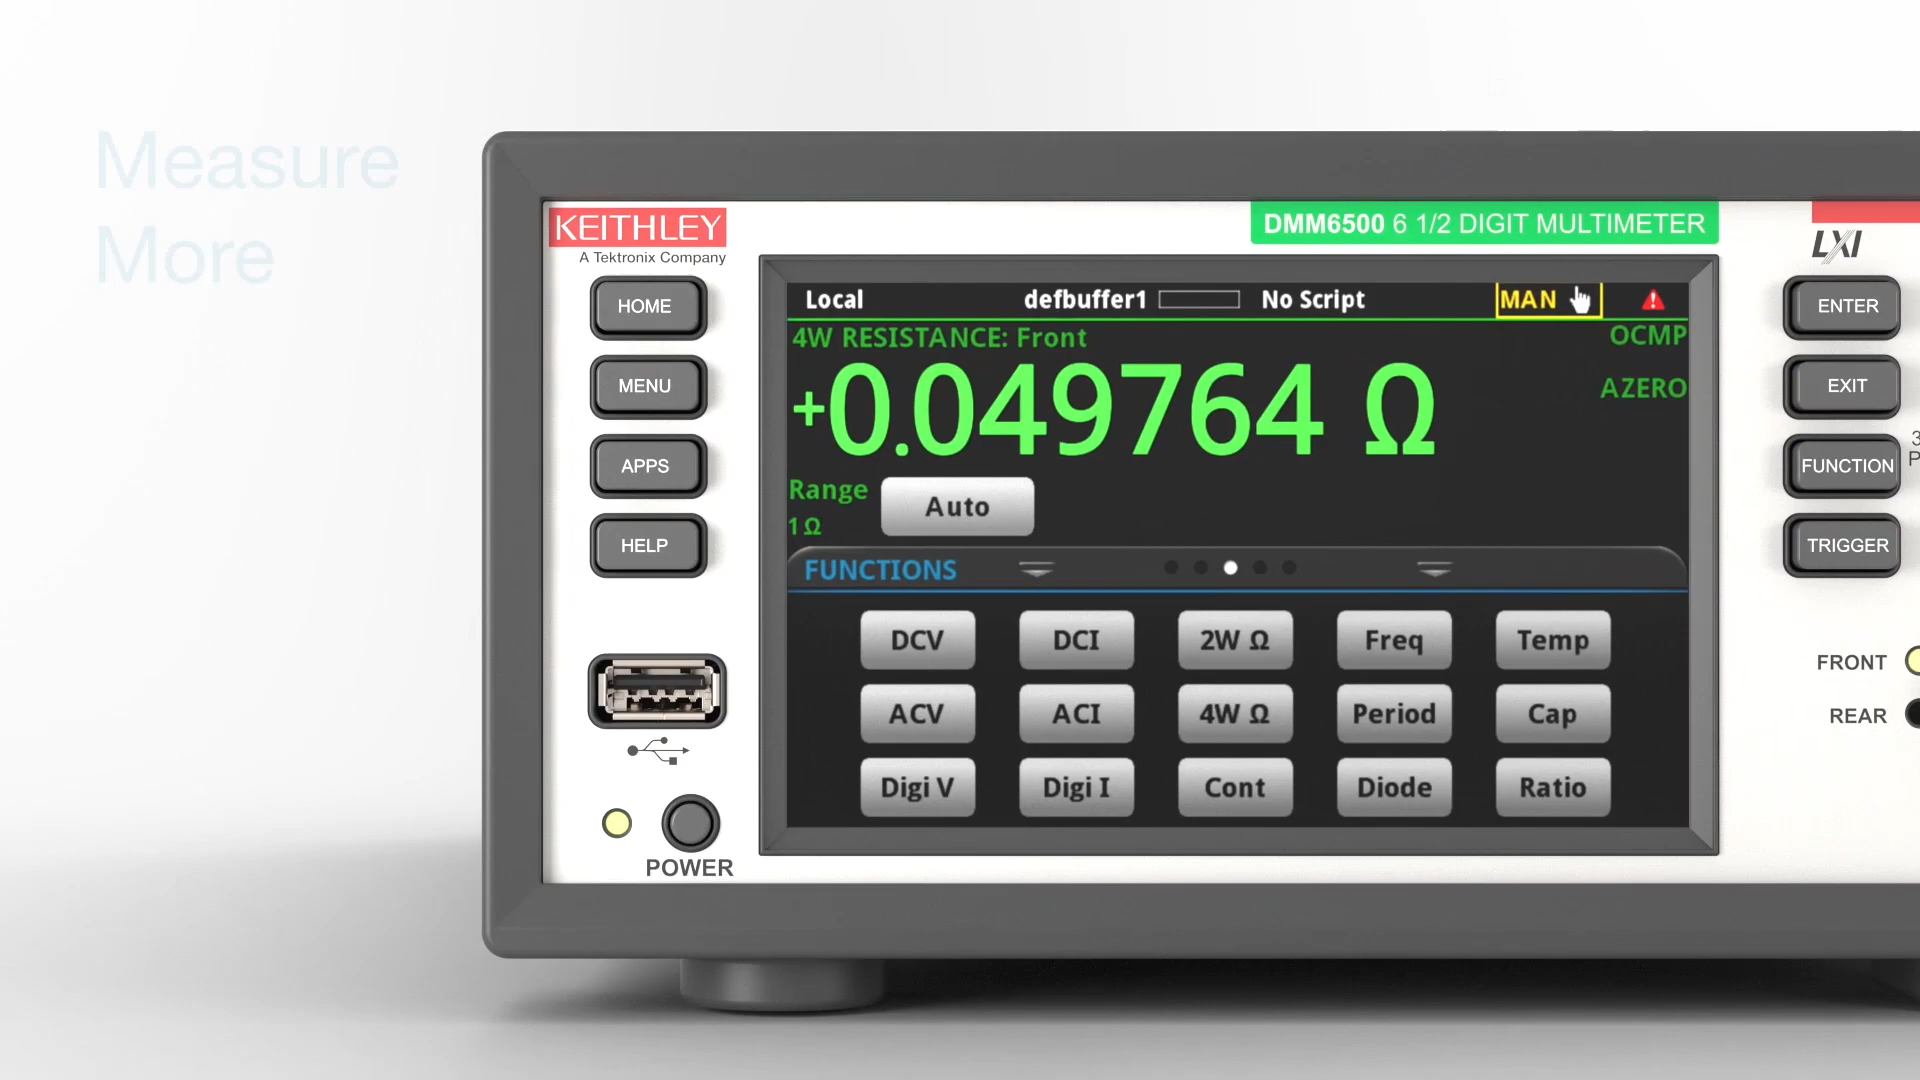 Measure
More
KEITHLEY
A Tektronix Company
DMM6500 6 1/2 DIGIT MULTIMETER
LXI
HOME
MENU
APPS
HELP
POWER
Local
defbuffer1
No Script
MAN
4W RESISTANCE: Front
OCMP
+0.049764 Ω
AZERO
Range
1 Ω
Auto
FUNCTIONS
DCV
DCI
2W Ω
Freq
Temp
ACV
ACI
4W Ω
Period
Cap
Digi V
Digi I
Cont
Diode
Ratio
ENTER
EXIT
FUNCTION
TRIGGER
FRONT
REAR